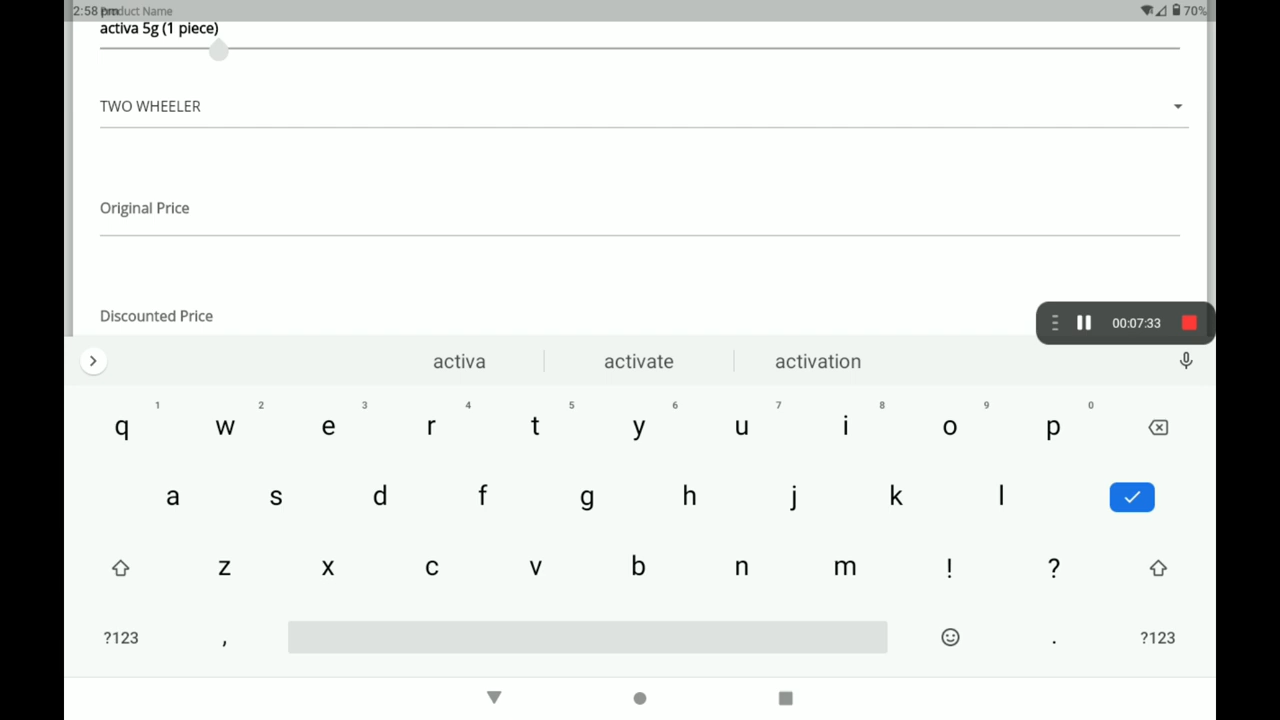 2:58 pm
70%
Product Name
activa 5g (1 piece)
TWO WHEELER
Original Price
Discounted Price
00:07:33
activa activate activation
1 2 3 4 5 6 7 8 9 0
q w e r t y u i o p
a s d f g h j k l
z x c v b n m ! ?
?123 , . ?123